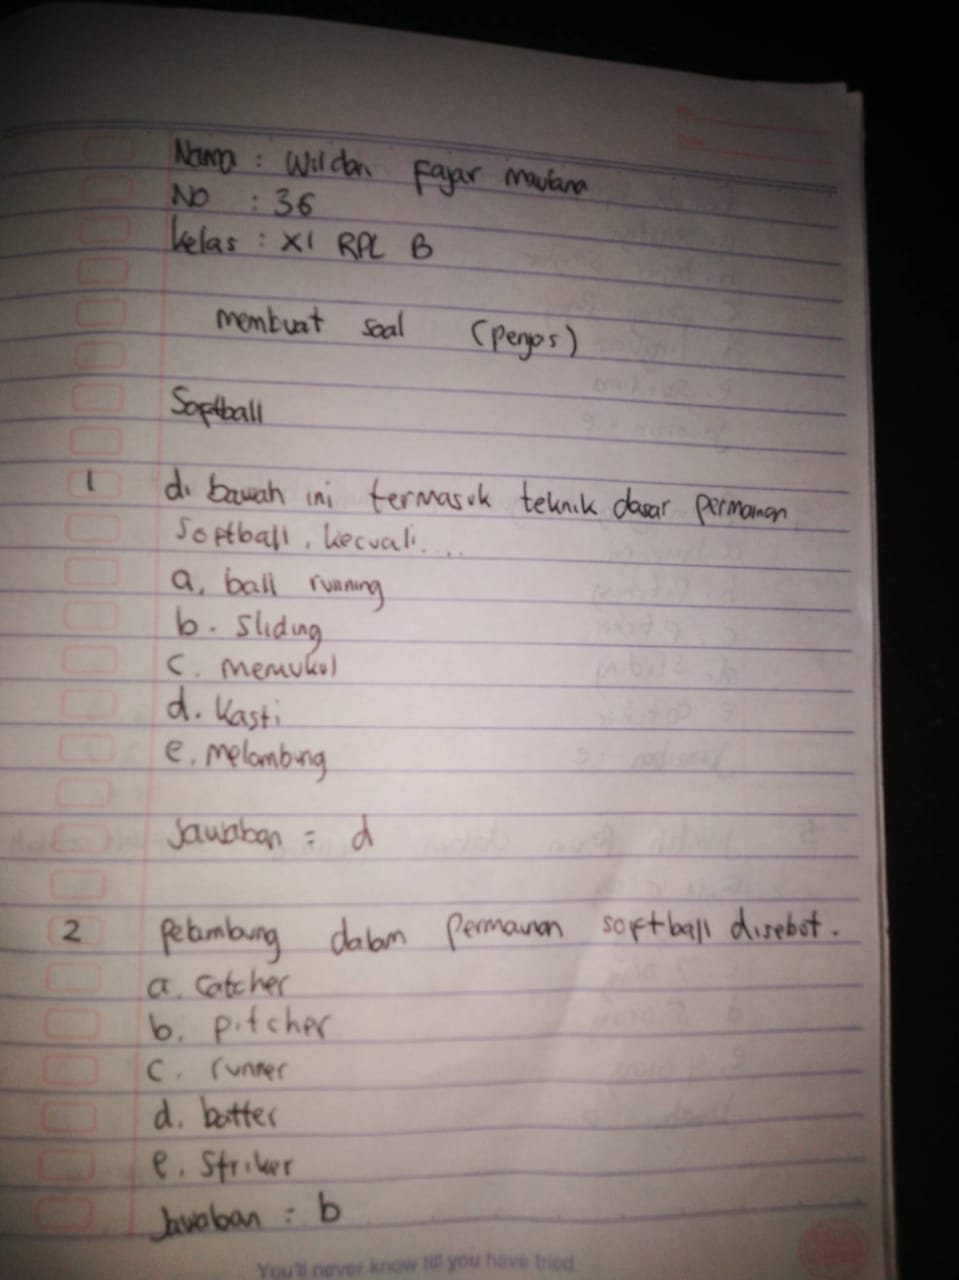 Nama : Wildan Fajar maulana
NO : 36
kelas : XI RPL B
membuat soal (penjas)
Softball
1 di bawah ini termasuk teknik dasar permainan
Softball, kecuali....
a. ball running
b. sliding
c. memukul
d. kasti
e. melambung
Jawaban = d
2 pelambung dalam permainan softball disebut.
a. catcher
b. pitcher
c. runner
d. batter
e. striker
Jawaban = b
You'll never know till you have tried